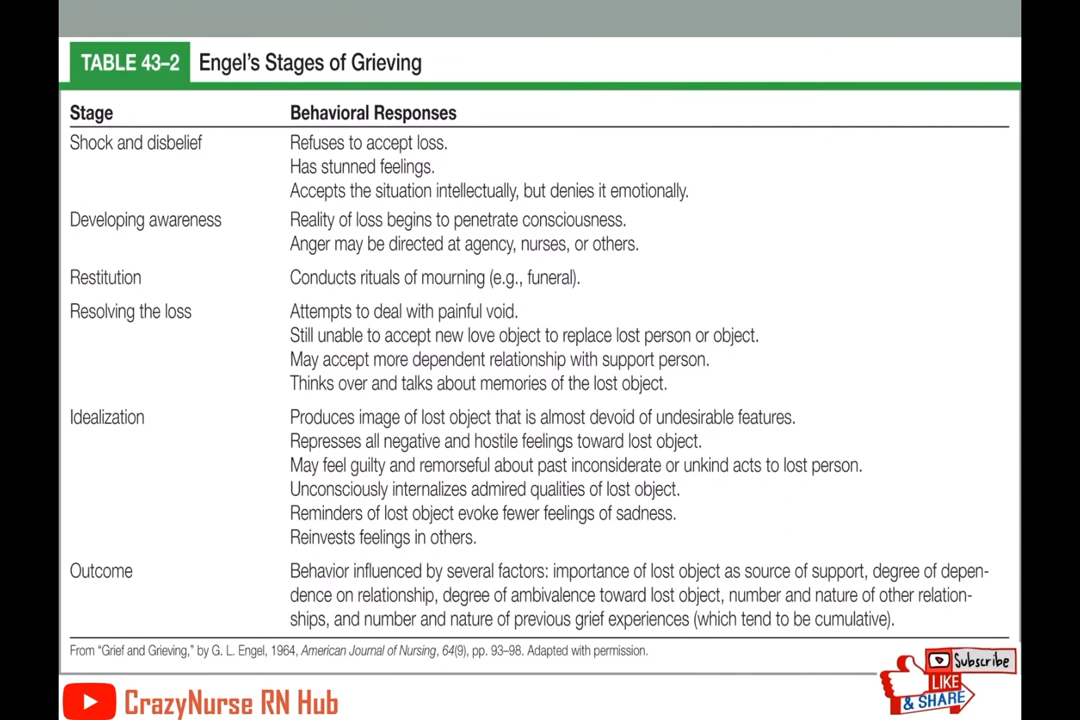 TABLE 43–2 Engel's Stages of Grieving
Stage Behavioral Responses
Shock and disbelief Refuses to accept loss.
Has stunned feelings.
Accepts the situation intellectually, but denies it emotionally.
Developing awareness Reality of loss begins to penetrate consciousness.
Anger may be directed at agency, nurses, or others.
Restitution Conducts rituals of mourning (e.g., funeral).
Resolving the loss Attempts to deal with painful void.
Still unable to accept new love object to replace lost person or object.
May accept more dependent relationship with support person.
Thinks over and talks about memories of the lost object.
Idealization Produces image of lost object that is almost devoid of undesirable features.
Represses all negative and hostile feelings toward lost object.
May feel guilty and remorseful about past inconsiderate or unkind acts to lost person.
Unconsciously internalizes admired qualities of lost object.
Reminders of lost object evoke fewer feelings of sadness.
Reinvests feelings in others.
Outcome Behavior influenced by several factors: importance of lost object as source of support, degree of depen-
dence on relationship, degree of ambivalence toward lost object, number and nature of other relation-
ships, and number and nature of previous grief experiences (which tend to be cumulative).
From “Grief and Grieving,” by G. L. Engel, 1964, American Journal of Nursing, 64(9), pp. 93–98. Adapted with permission.
Subscribe
LIKE
& SHARE
CrazyNurse RN Hub